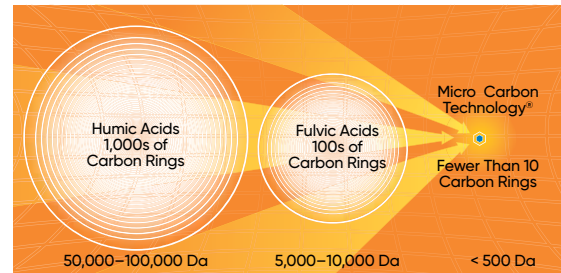 Humic Acids
1,000s of
Carbon Rings
Fulvic Acids
100s of
Carbon Rings
Micro Carbon
Technology®
Fewer Than 10
Carbon Rings
50,000–100,000 Da
5,000–10,000 Da
< 500 Da